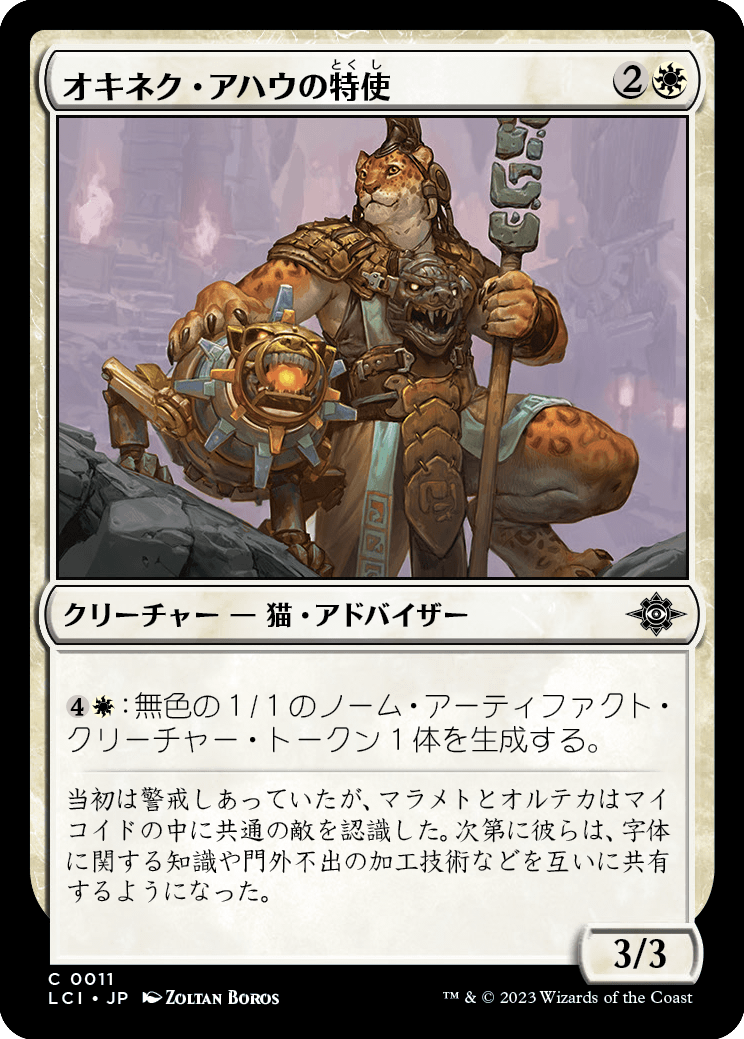 オキネク・アハウの特使
とくし
2
クリーチャー — 猫・アドバイザー
4：無色の1/1のノーム・アーティファクト・
クリーチャー・トークン1体を生成する。
当初は警戒しあっていたが、マラメトとオルテカはマイ
コイドの中に共通の敵を認識した。次第に彼らは、字体
に関する知識や門外不出の加工技術などを互いに共有
するようになった。
3/3
C 0011
LCI • JP Zoltan Boros
™ & © 2023 Wizards of the Coast